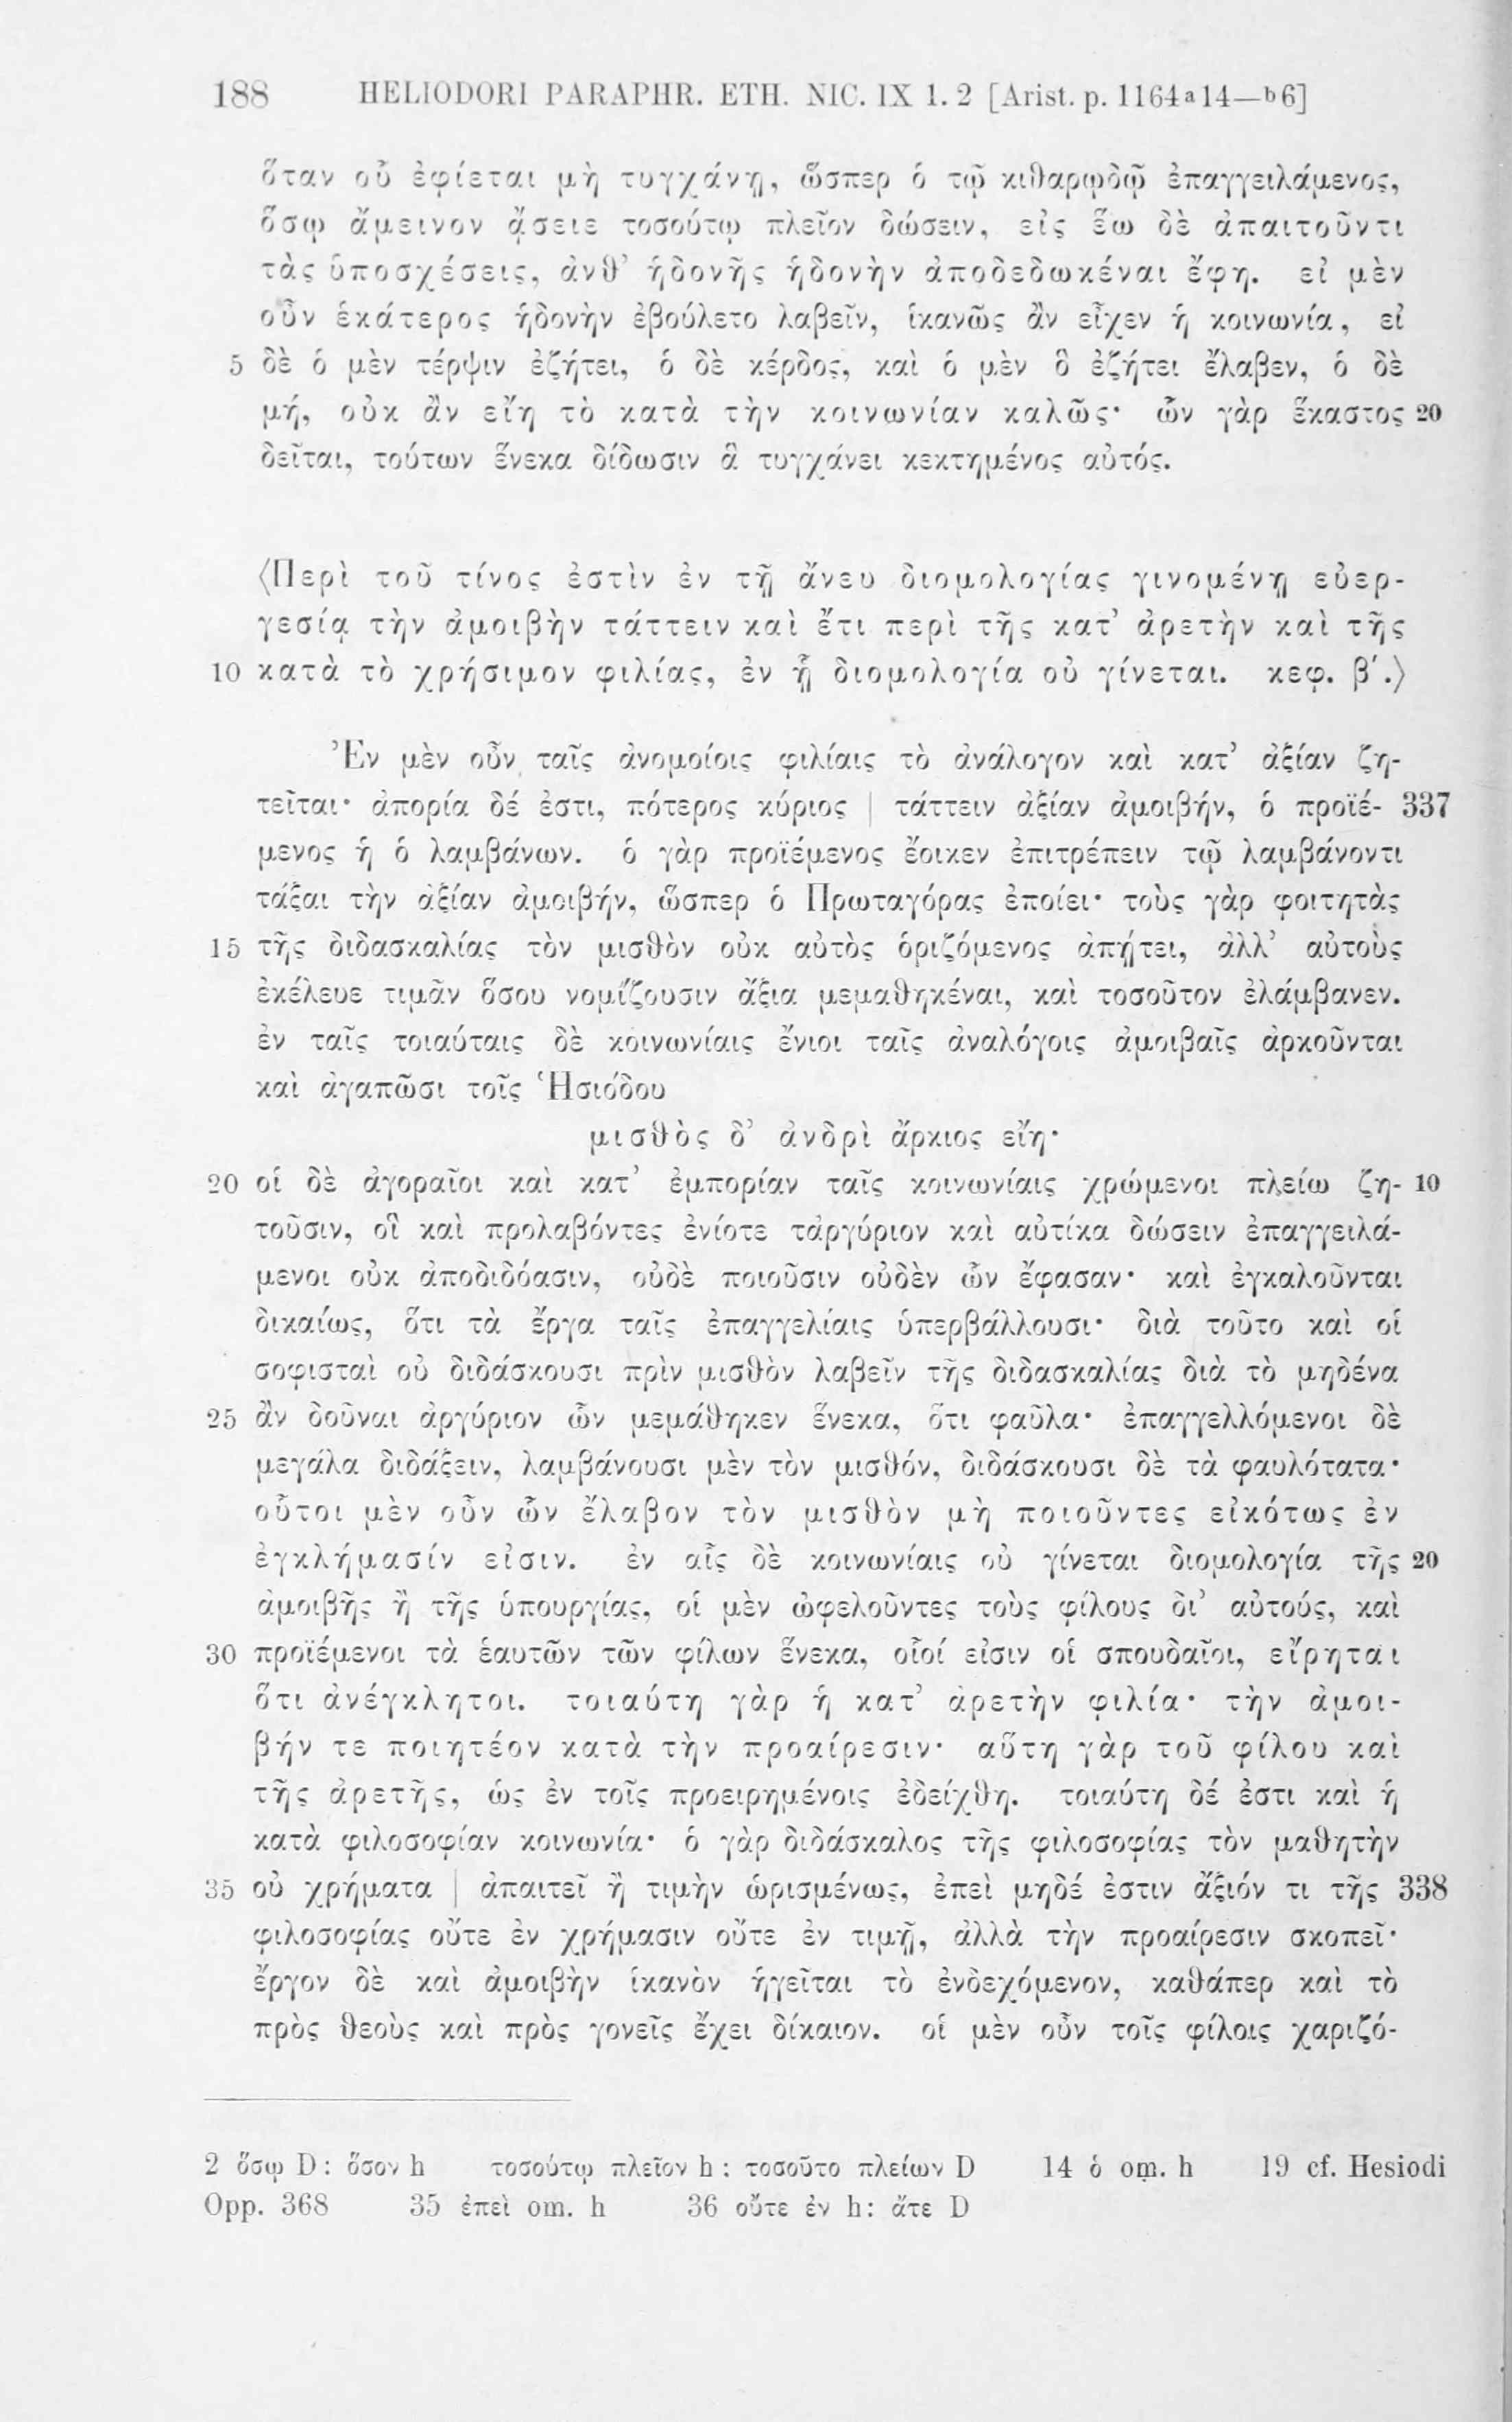 188 HELIODORI PARAPHR. ETH. NIC. IX 1. 2 [Arist. p. 1164a14—b6]
ὅταν οὗ ἐφίεται μὴ τυγχάνῃ, ὥσπερ ὁ τῷ κιθαρῳδῷ ἐπαγγειλάμενος,
ὅσῳ ἄμεινον ᾄσειε τοσούτῳ πλεῖον δώσειν, εἰς ἕω δὲ ἀπαιτοῦντι
τὰς ὑποσχέσεις, ἀνθ’ ἡδονῆς ἡδονὴν ἀποδεδωκέναι ἔφη. εἰ μὲν
οὖν ἑκάτερος ἡδονὴν ἐβούλετο λαβεῖν, ἱκανῶς ἂν εἶχεν ἡ κοινωνία, εἰ
5 δὲ ὁ μὲν τέρψιν ἐζήτει, ὁ δὲ κέρδος, καὶ ὁ μὲν ὃ ἐζήτει ἔλαβεν, ὁ δὲ
μή, οὐκ ἂν εἴη τὸ κατὰ τὴν κοινωνίαν καλῶς· ὧν γὰρ ἕκαστος 20
δεῖται, τούτων ἕνεκα δίδωσιν ἃ τυγχάνει κεκτημένος αὐτός.
〈Περὶ τοῦ τίνος ἐστὶν ἐν τῇ ἄνευ διομολογίας γινομένῃ εὐερ-
γεσίᾳ τὴν ἀμοιβὴν τάττειν καὶ ἔτι περὶ τῆς κατ’ ἀρετὴν καὶ τῆς
10 κατὰ τὸ χρήσιμον φιλίας, ἐν ᾗ διομολογία οὐ γίνεται. κεφ. β΄.〉
Ἐν μὲν οὖν ταῖς ἀνομοίοις φιλίαις τὸ ἀνάλογον καὶ κατ’ ἀξίαν ζη-
τεῖται· ἀπορία δέ ἐστι, πότερος κύριος | τάττειν ἀξίαν ἀμοιβήν, ὁ προϊέ- 337
μενος ἢ ὁ λαμβάνων. ὁ γὰρ προϊέμενος ἔοικεν ἐπιτρέπειν τῷ λαμβάνοντι
τάξαι τὴν ἀξίαν ἀμοιβήν, ὥσπερ ὁ Πρωταγόρας ἐποίει· τοὺς γὰρ φοιτητὰς
15 τῆς διδασκαλίας τὸν μισθὸν οὐκ αὐτὸς ὁριζόμενος ἀπῄτει, ἀλλ’ αὐτοὺς
ἐκέλευε τιμᾶν ὅσου νομίζουσιν ἄξια μεμαθηκέναι, καὶ τοσοῦτον ἐλάμβανεν.
ἐν ταῖς τοιαύταις δὲ κοινωνίαις ἔνιοι ταῖς ἀναλόγοις ἀμοιβαῖς ἀρκοῦνται
καὶ ἀγαπῶσι τοῖς Ἡσιόδου
μισθὸς δ’ ἀνδρὶ ἄρκιος εἴη·
20 οἱ δὲ ἀγοραῖοι καὶ κατ’ ἐμπορίαν ταῖς κοινωνίαις χρώμενοι πλείω ζη- 10
τοῦσιν, οἳ καὶ προλαβόντες ἐνίοτε τἀργύριον καὶ αὐτίκα δώσειν ἐπαγγειλά-
μενοι οὐκ ἀποδιδόασιν, οὐδὲ ποιοῦσιν οὐδὲν ὧν ἔφασαν· καὶ ἐγκαλοῦνται
δικαίως, ὅτι τὰ ἔργα ταῖς ἐπαγγελίαις ὑπερβάλλουσι· διὰ τοῦτο καὶ οἱ
σοφισταὶ οὐ διδάσκουσι πρὶν μισθὸν λαβεῖν τῆς διδασκαλίας διὰ τὸ μηδένα
25 ἂν δοῦναι ἀργύριον ὧν μεμάθηκεν ἕνεκα, ὅτι φαῦλα· ἐπαγγελλόμενοι δὲ
μεγάλα διδάξειν, λαμβάνουσι μὲν τὸν μισθόν, διδάσκουσι δὲ τὰ φαυλότατα·
οὗτοι μὲν οὖν ὧν ἔλαβον τὸν μισθὸν μὴ ποιοῦντες εἰκότως ἐν
ἐγκλήμασίν εἰσιν. ἐν αἷς δὲ κοινωνίαις οὐ γίνεται διομολογία τῆς 20
ἀμοιβῆς ἢ τῆς ὑπουργίας, οἱ μὲν ὠφελοῦντες τοὺς φίλους δι’ αὐτούς, καὶ
30 προϊέμενοι τὰ ἑαυτῶν τῶν φίλων ἕνεκα, οἷοί εἰσιν οἱ σπουδαῖοι, εἴρηται
ὅτι ἀνέγκλητοι. τοιαύτη γὰρ ἡ κατ’ ἀρετὴν φιλία· τὴν ἀμοι-
βήν τε ποιητέον κατὰ τὴν προαίρεσιν· αὕτη γὰρ τοῦ φίλου καὶ
τῆς ἀρετῆς, ὡς ἐν τοῖς προειρημένοις ἐδείχθη. τοιαύτη δέ ἐστι καὶ ἡ
κατὰ φιλοσοφίαν κοινωνία· ὁ γὰρ διδάσκαλος τῆς φιλοσοφίας τὸν μαθητὴν
35 οὐ χρήματα | ἀπαιτεῖ ἢ τιμὴν ὡρισμένως, ἐπεὶ μηδέ ἐστιν ἄξιόν τι τῆς 338
φιλοσοφίας οὔτε ἐν χρήμασιν οὔτε ἐν τιμῇ, ἀλλὰ τὴν προαίρεσιν σκοπεῖ·
ἔργον δὲ καὶ ἀμοιβὴν ἱκανὸν ἡγεῖται τὸ ἐνδεχόμενον, καθάπερ καὶ τὸ
πρὸς θεοὺς καὶ πρὸς γονεῖς ἔχει δίκαιον. οἱ μὲν οὖν τοῖς φίλοις χαριζό-
2 ὅσῳ D: ὅσον h τοσούτῳ πλεῖον h: τοσοῦτο πλείων D 14 ὁ om. h 19 cf. Hesiodi
Opp. 368 35 ἐπεὶ om. h 36 οὔτε ἐν h: ἅτε D